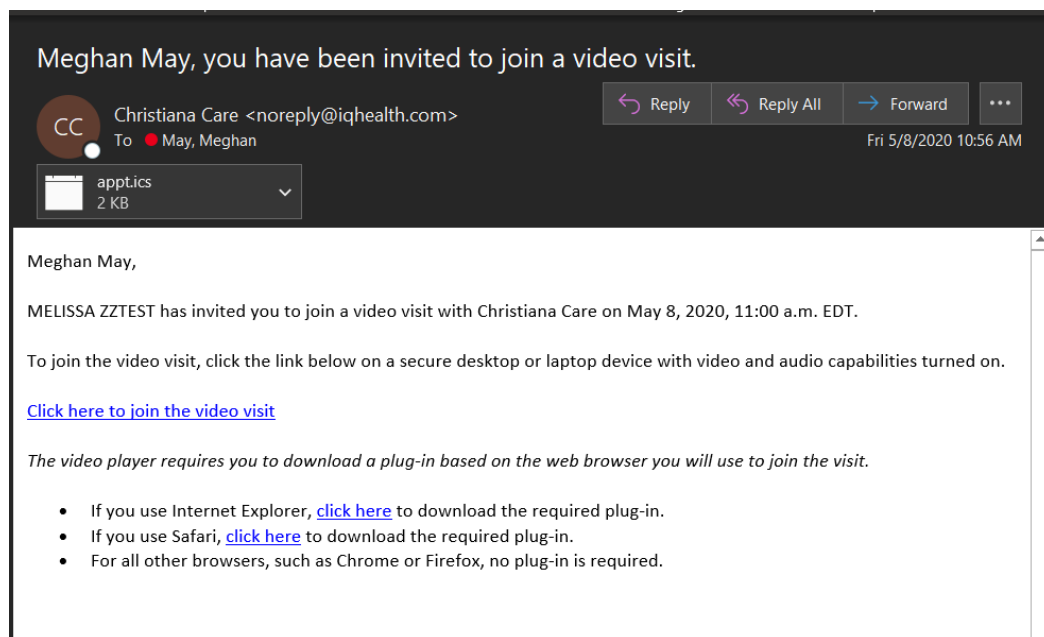 Meghan May, you have been invited to join a video visit.
CC
Christiana Care <noreply@iqhealth.com>
To May, Meghan
Reply
Reply All
Forward
Fri 5/8/2020 10:56 AM
appt.ics
2 KB
Meghan May,
MELISSA ZZTEST has invited you to join a video visit with Christiana Care on May 8, 2020, 11:00 a.m. EDT.
To join the video visit, click the link below on a secure desktop or laptop device with video and audio capabilities turned on.
Click here to join the video visit
The video player requires you to download a plug-in based on the web browser you will use to join the visit.
• If you use Internet Explorer, click here to download the required plug-in.
• If you use Safari, click here to download the required plug-in.
• For all other browsers, such as Chrome or Firefox, no plug-in is required.